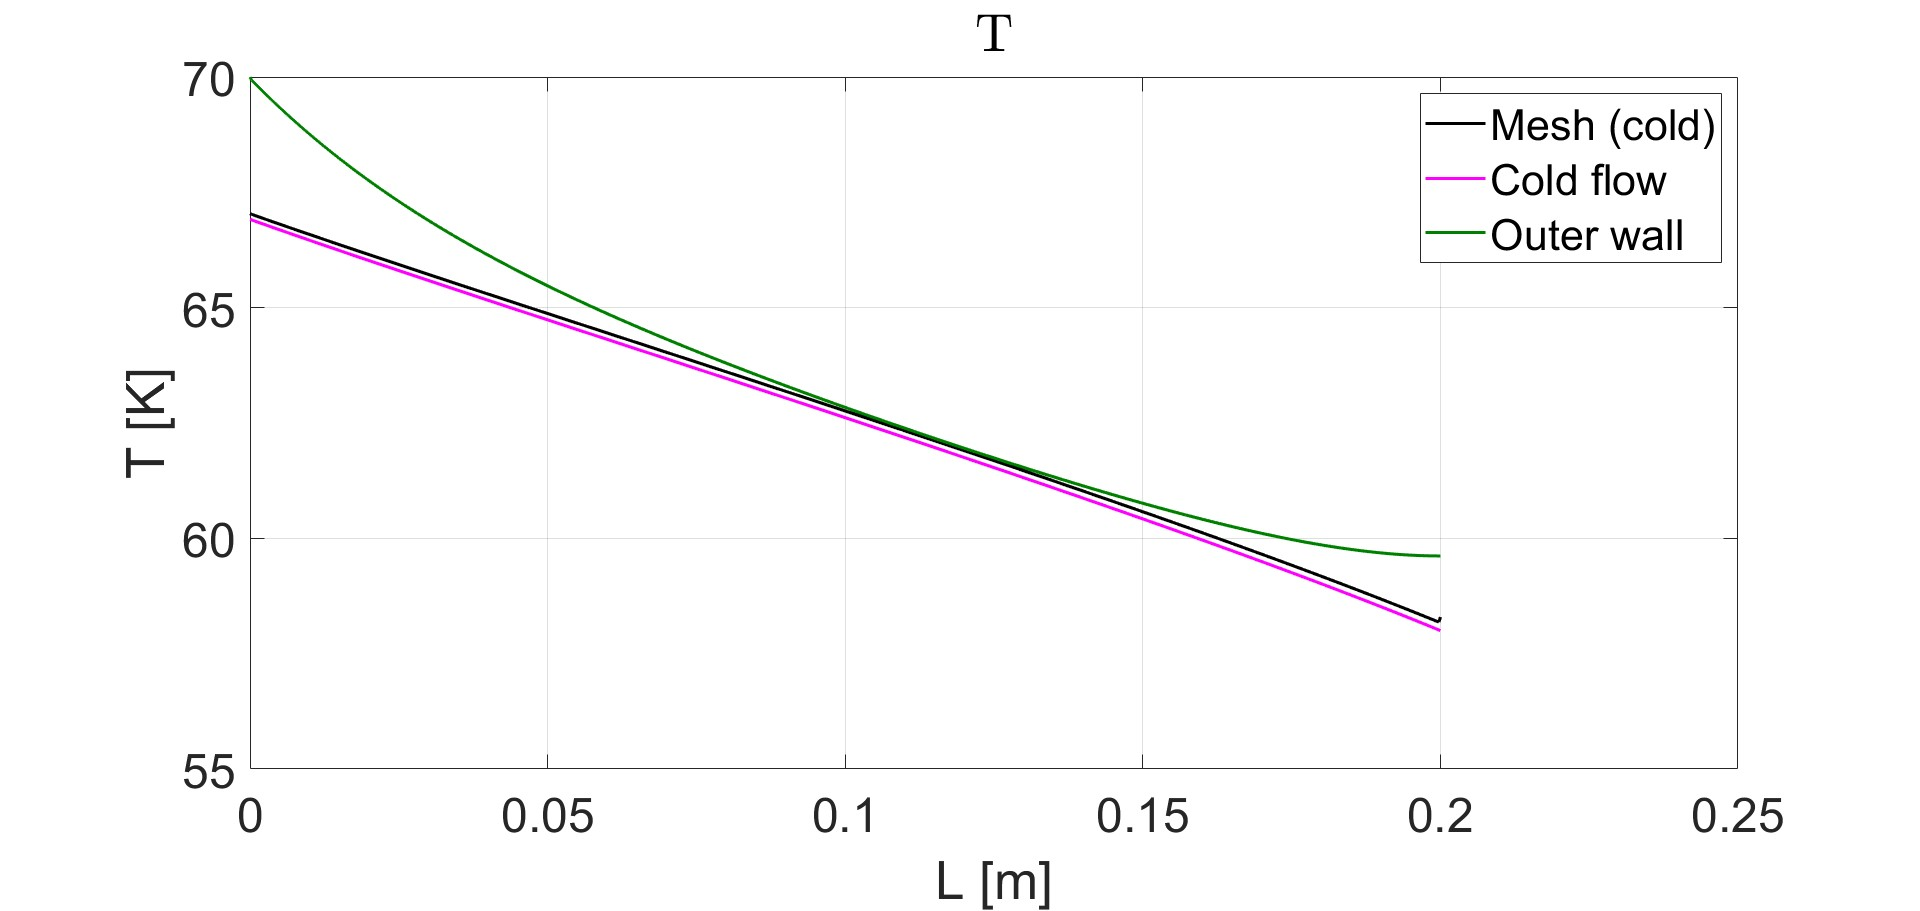 T
70
65
60
55
T [K]
0 0.05 0.1 0.15 0.2 0.25
L [m]
Mesh (cold)
Cold flow
Outer wall